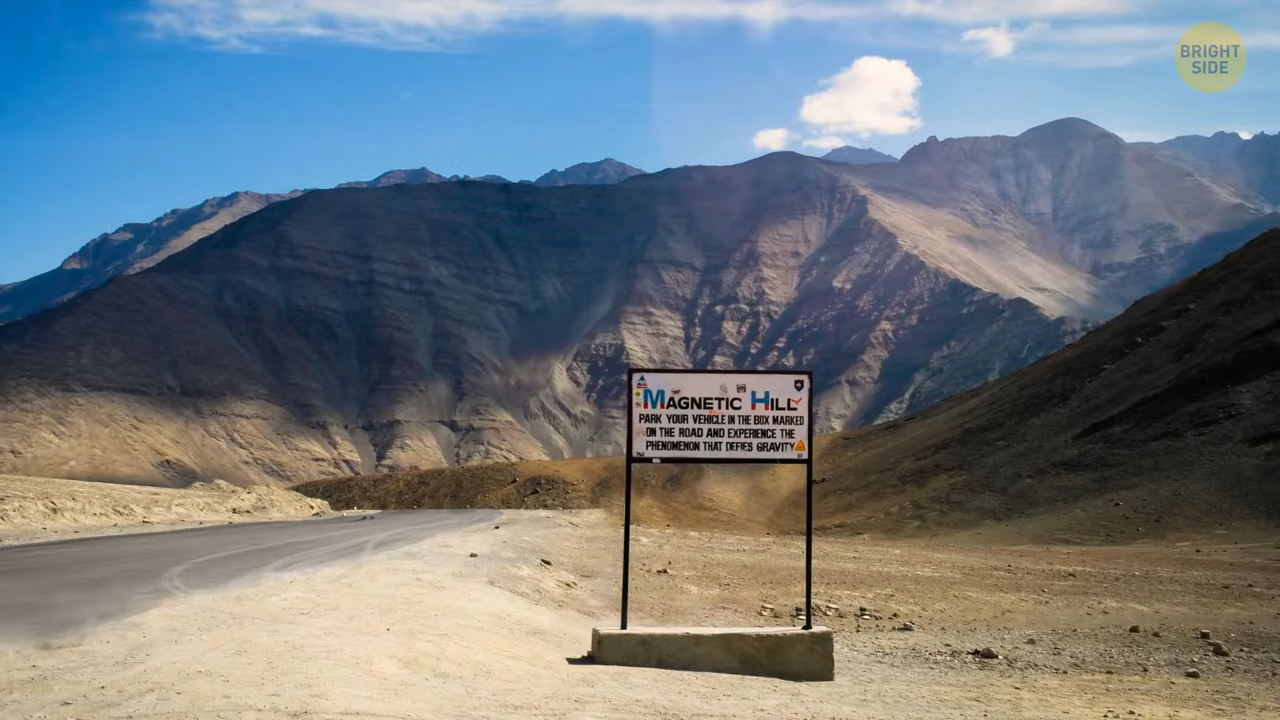 BRIGHT
SIDE
MAGNETIC HILL
PARK YOUR VEHICLE IN THE BOX MARKED
ON THE ROAD AND EXPERIENCE THE
PHENOMENON THAT DEFIES GRAVITY